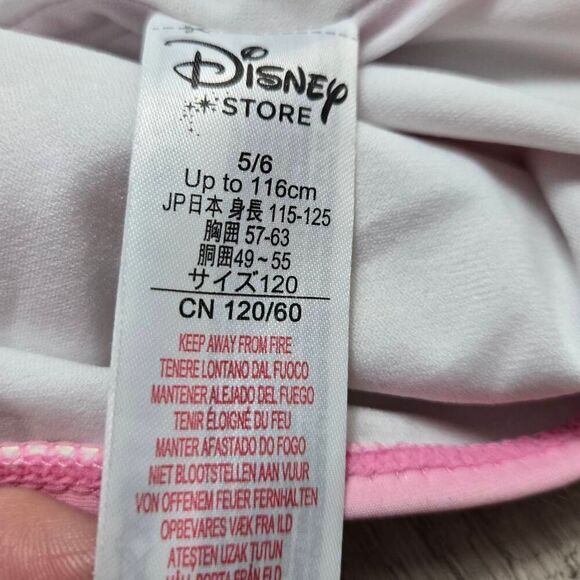 Disney
STORE
5/6
Up to 116cm
JP日本 身長 115-125
胸囲 57-63
胴囲49~55
サイズ120
CN 120/60
KEEP AWAY FROM FIRE
TENERE LONTANO DAL FUOCO
MANTENER ALEJADO DEL FUEGO
TENIR ÉLOIGNÉ DU FEU
MANTER AFASTADO DO FOGO
NIET BLOOTSTELLEN AAN VUUR
VON OFFENEM FEUER FERNHALTEN
OPBEVARES VÆK FRA ILD
ATEŞTEN UZAK TUTUN